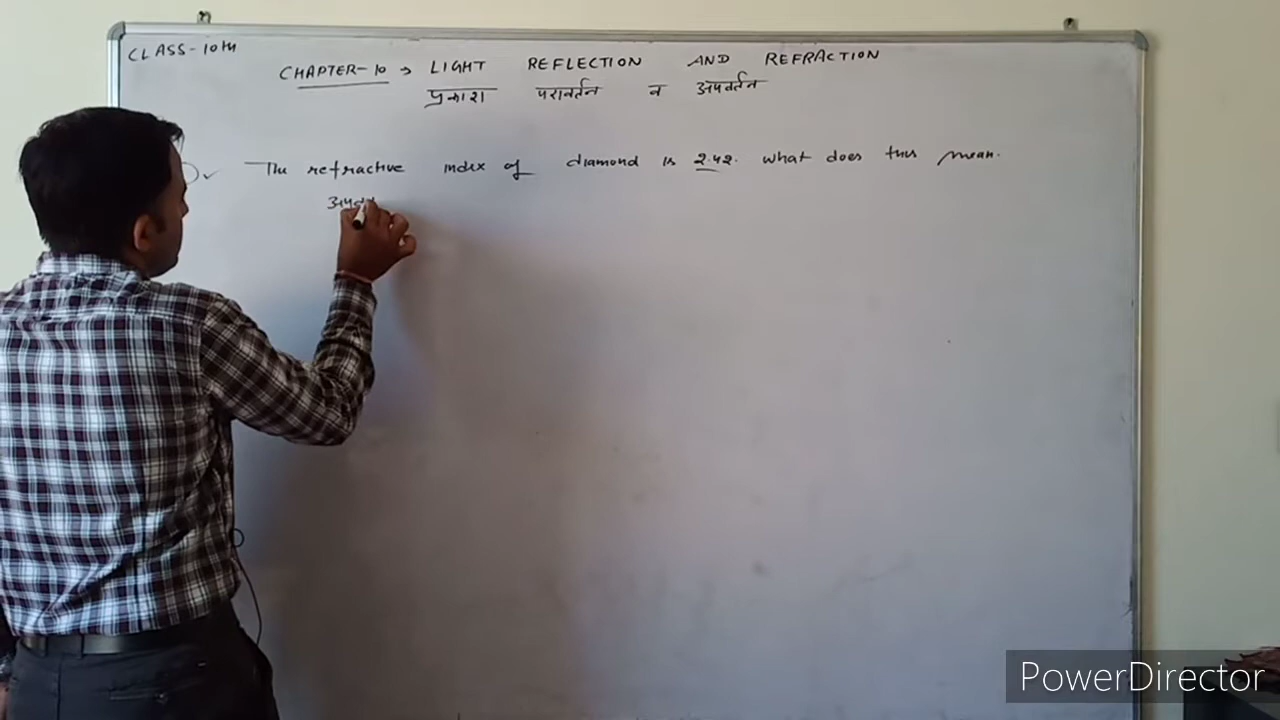 CLASS-10th
CHAPTER-10 → LIGHT REFLECTION AND REFRACTION
प्रकाश परावर्तन व अपवर्तन
The refractive index of diamond is 2.42. what does this mean.
PowerDirector